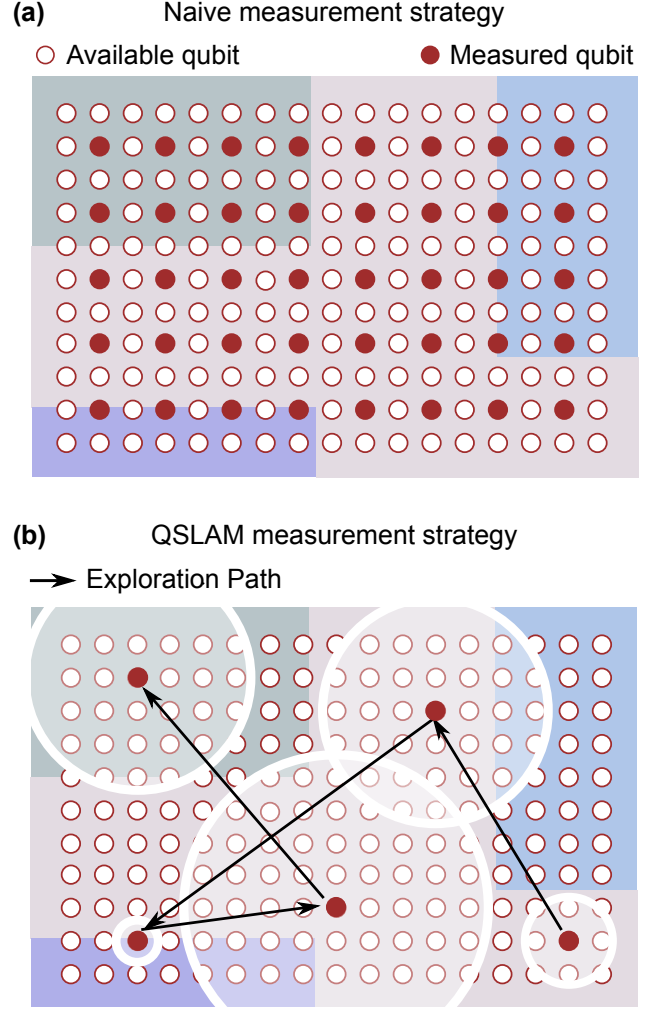 (a) Naive measurement strategy
Available qubit Measured qubit
(b) QSLAM measurement strategy
Exploration Path